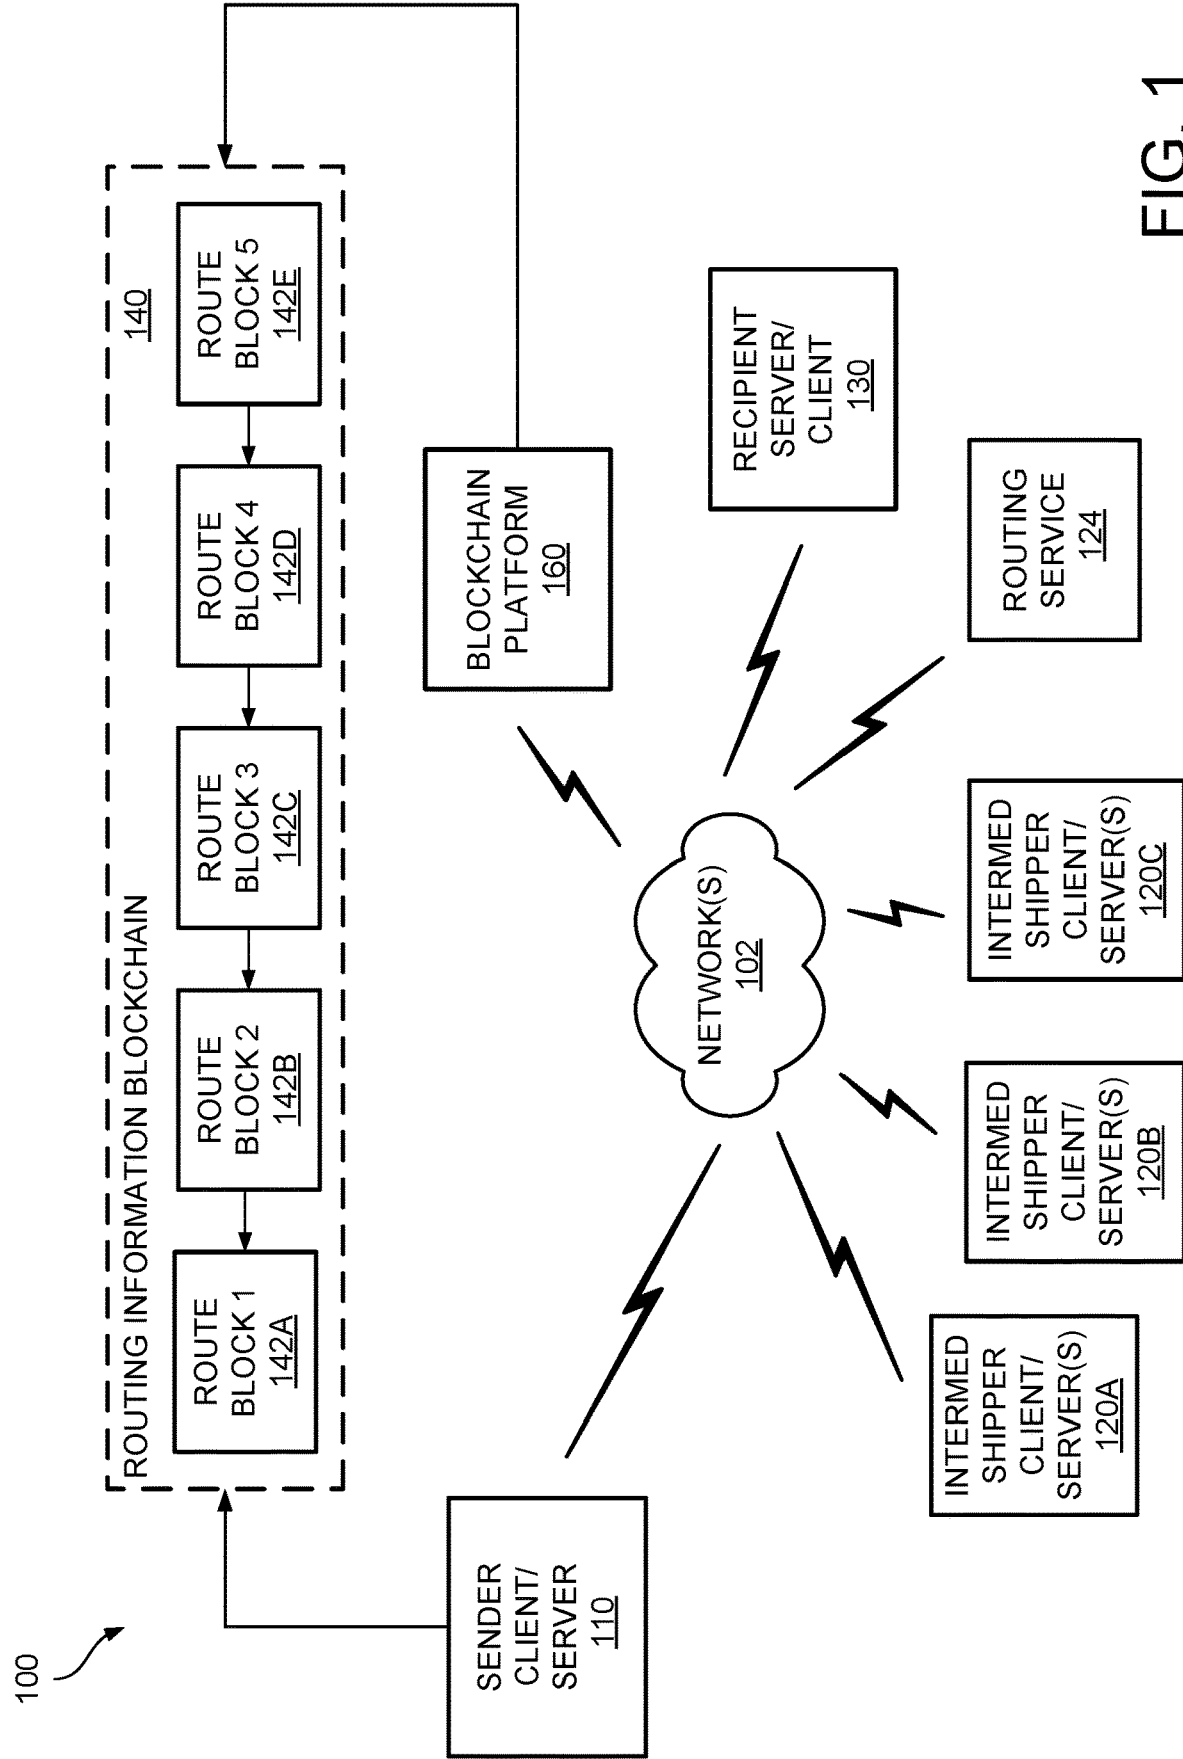 100
ROUTING INFORMATION BLOCKCHAIN
140
ROUTE
BLOCK 1
142A
ROUTE
BLOCK 2
142B
ROUTE
BLOCK 3
142C
ROUTE
BLOCK 4
142D
ROUTE
BLOCK 5
142E
SENDER
CLIENT/
SERVER
110
BLOCKCHAIN
PLATFORM
160
NETWORK(S)
102
RECIPIENT
SERVER/
CLIENT
130
INTERMED
SHIPPER
CLIENT/
SERVER(S)
120A
INTERMED
SHIPPER
CLIENT/
SERVER(S)
120B
INTERMED
SHIPPER
CLIENT/
SERVER(S)
120C
ROUTING
SERVICE
124
FIG. 1